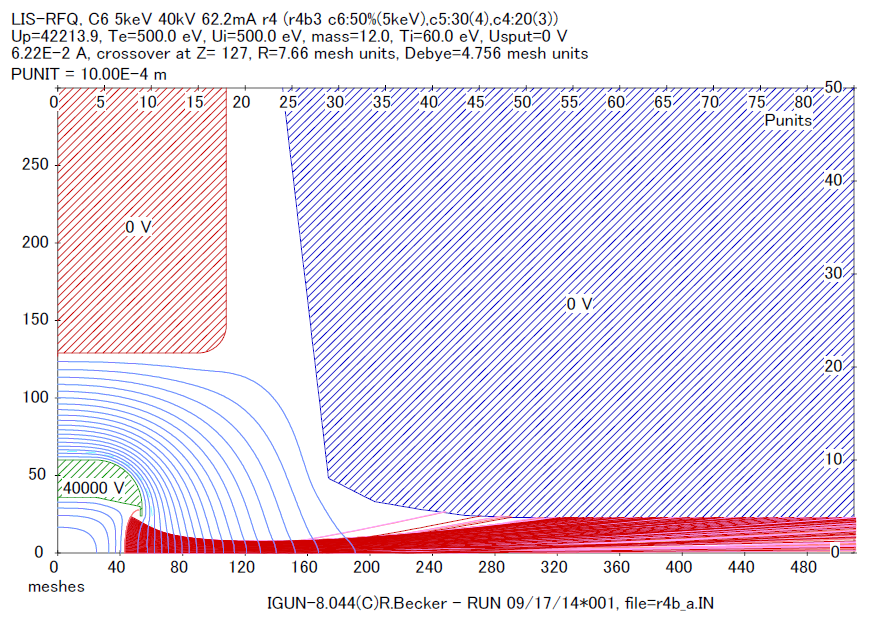 LIS-RFQ, C6 5keV 40kV 62.2mA r4 (r4b3 c6:50%(5keV),c5:30(4),c4:20(3))
Up=42213.9, Te=500.0 eV, Ui=500.0 eV, mass=12.0, Ti=60.0 eV, Usput=0 V
6.22E-2 A, crossover at Z= 127, R=7.66 mesh units, Debye=4.756 mesh units
PUNIT = 10.00E-4 m
0 5 10 15 20 25 30 35 40 45 50 55 60 65 70 75 80 50
Punits
250
40
0 V
200
30
0 V
150
20
100
50 10
40000 V
0 0
0 40 80 120 160 200 240 280 320 360 400 440 480
meshes
IGUN-8.044(C)R.Becker - RUN 09/17/14*001, file=r4b_a.IN